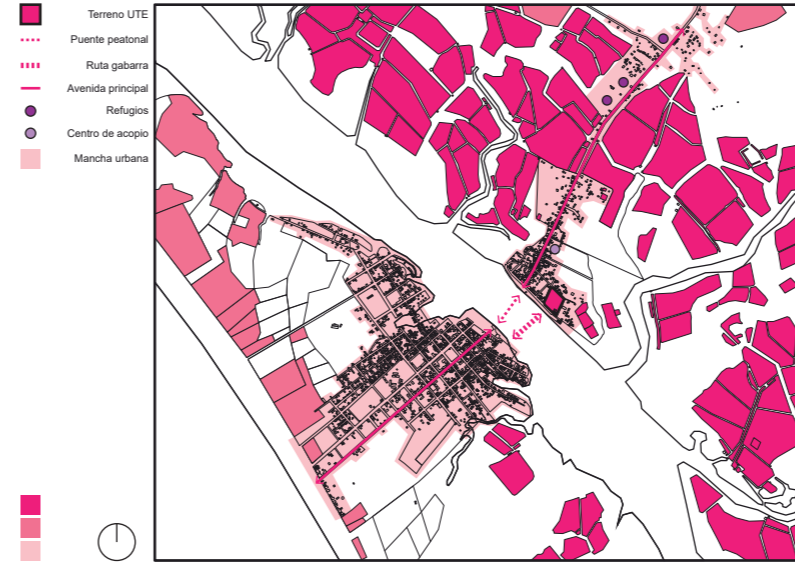 Terreno UTE
Puente peatonal
Ruta gabarra
Avenida principal
Refugios
Centro de acopio
Mancha urbana